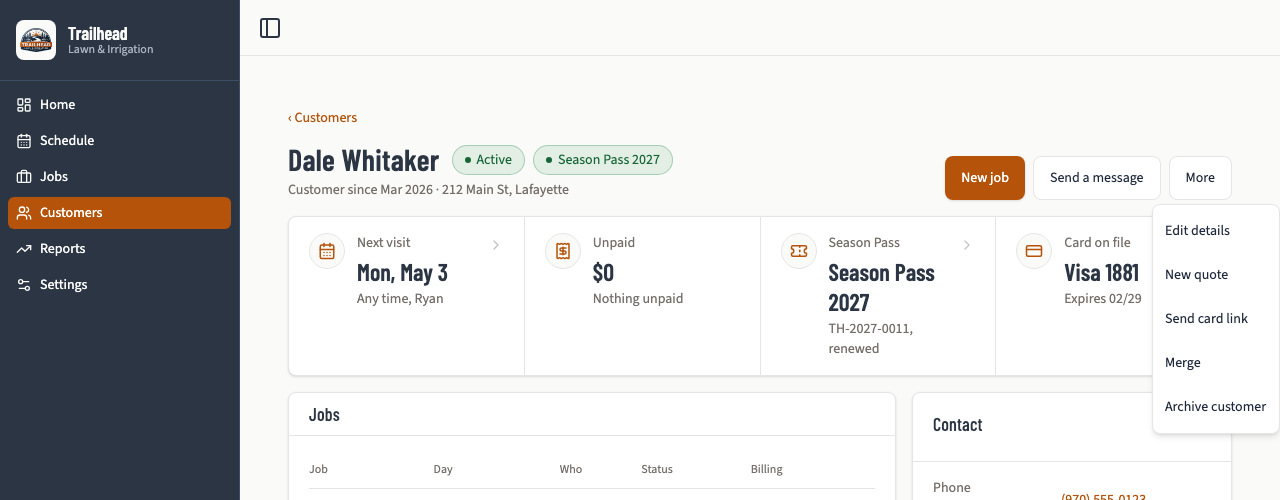 Trailhead
Lawn & Irrigation
TRAILHEAD
Home
Schedule
Jobs
Customers
Reports
Settings
‹ Customers
Dale Whitaker
Active
Season Pass 2027
Customer since Mar 2026 · 212 Main St, Lafayette
New job
Send a message
More
Edit details
New quote
Send card link
Merge
Archive customer
Next visit
Mon, May 3
Any time, Ryan
Unpaid
$0
Nothing unpaid
Season Pass
Season Pass
2027
TH-2027-0011,
renewed
Card on file
Visa 1881
Expires 02/29
Jobs
Job Day Who Status Billing
Contact
Phone
(970) 555-0123